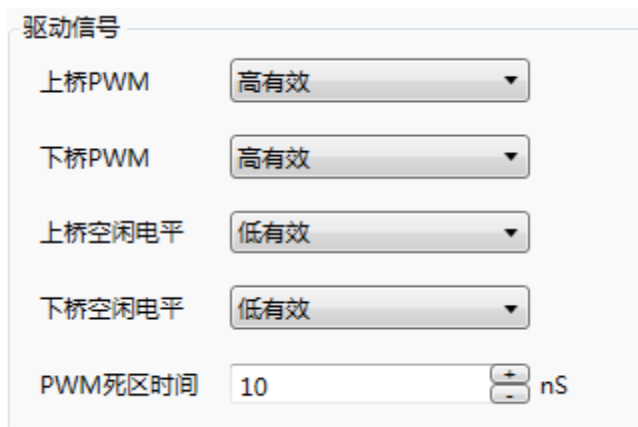 驱动信号
上桥PWM 高有效
下桥PWM 高有效
上桥空闲电平 低有效
下桥空闲电平 低有效
PWM死区时间 10 + - nS